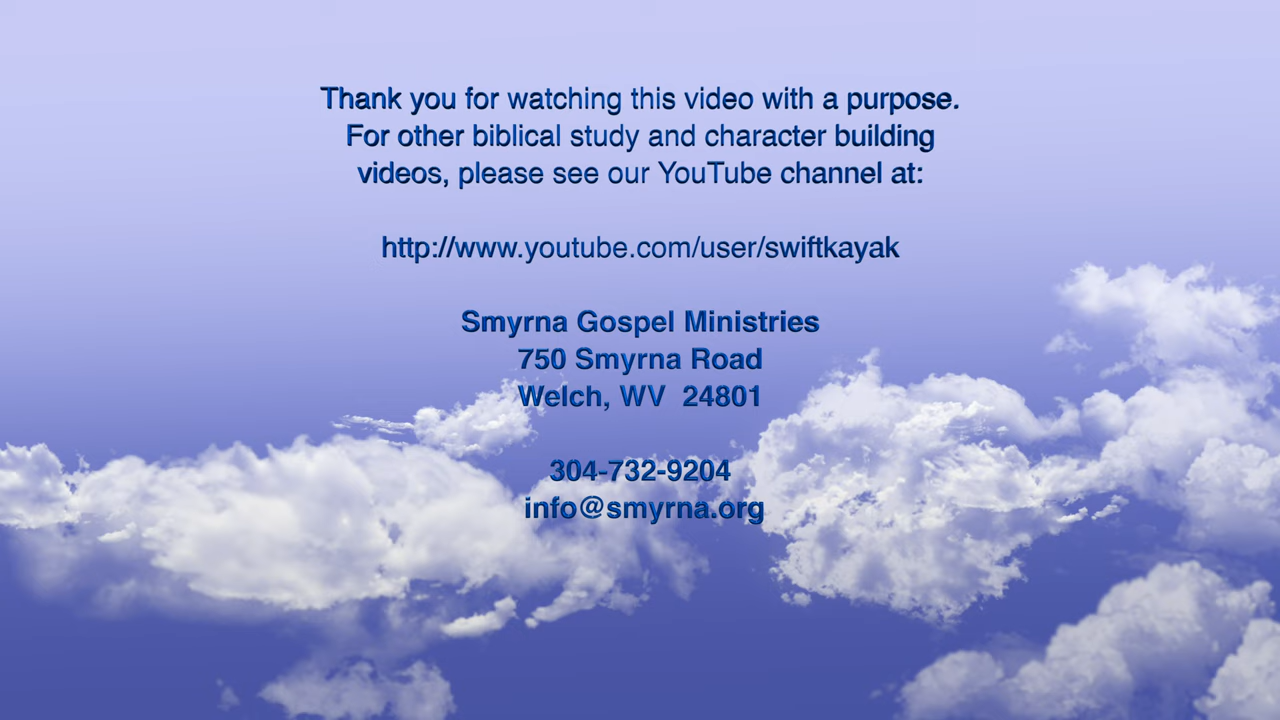 Thank you for watching this video with a purpose.
For other biblical study and character building
videos, please see our YouTube channel at:
http://www.youtube.com/user/swiftkayak
Smyrna Gospel Ministries
750 Smyrna Road
Welch, WV  24801
304-732-9204
info@smyrna.org